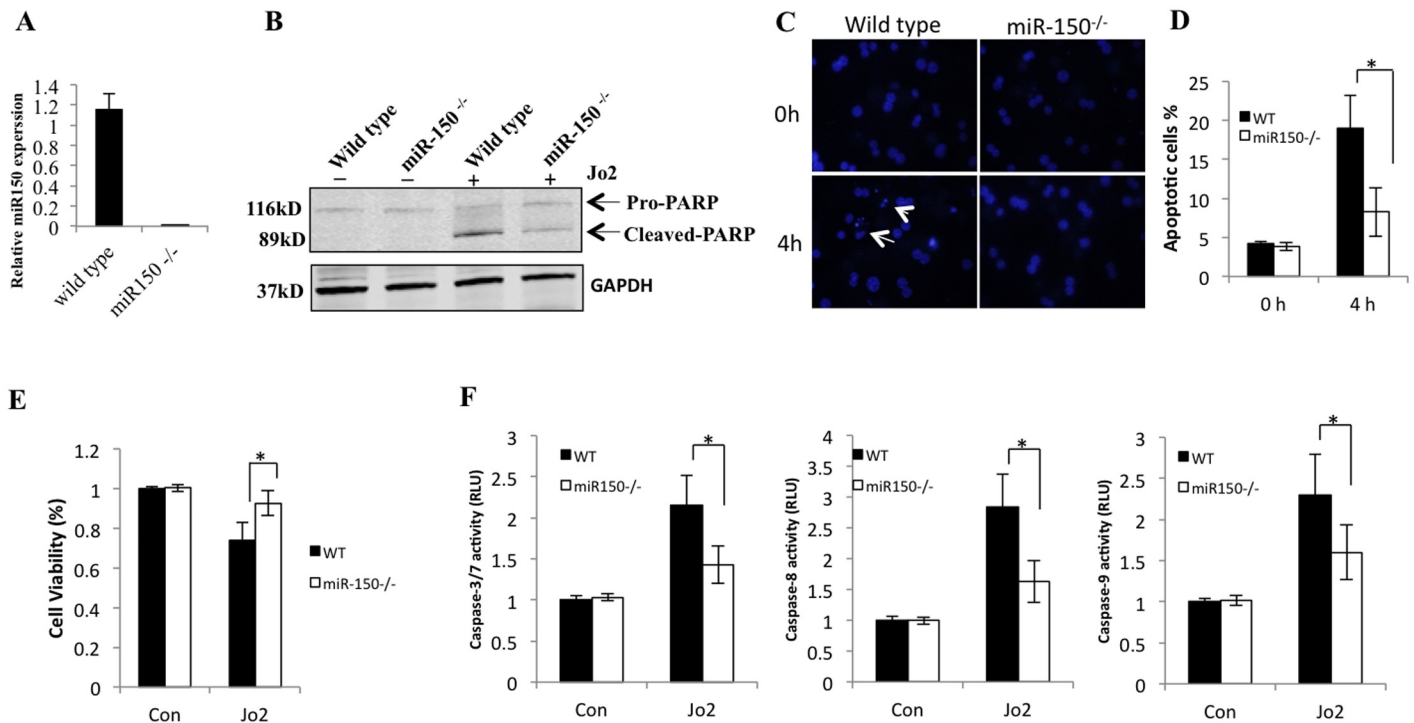 A
Relative miR150 experssion
1.4
1.2
1
0.8
0.6
0.4
0.2
0
wild type
miR150 -/-
B
Wild type
miR-150 -/-
Wild type
miR-150 -/-
– – + + Jo2
116kD
89kD
Pro-PARP
Cleaved-PARP
37kD
GAPDH
C
Wild type
miR-150-/-
0h
4h
D
Apoptotic cells %
25
20
15
10
5
0
WT
miR150-/-
*
0 h
4 h
E
Cell Viability (%)
1.2
1
0.8
0.6
0.4
0.2
0
*
WT
miR-150-/-
Con
Jo2
F
Caspase-3/7 activity (RLU)
3
2.5
2
1.5
1
0.5
0
WT
miR150-/-
*
Con
Jo2
Caspase-8 activity (RLU)
4
3.5
3
2.5
2
1.5
1
0.5
0
WT
miR150-/-
*
Con
Jo2
Caspase-9 activity (RLU)
3
2.5
2
1.5
1
0.5
0
WT
miR150-/-
*
Con
Jo2